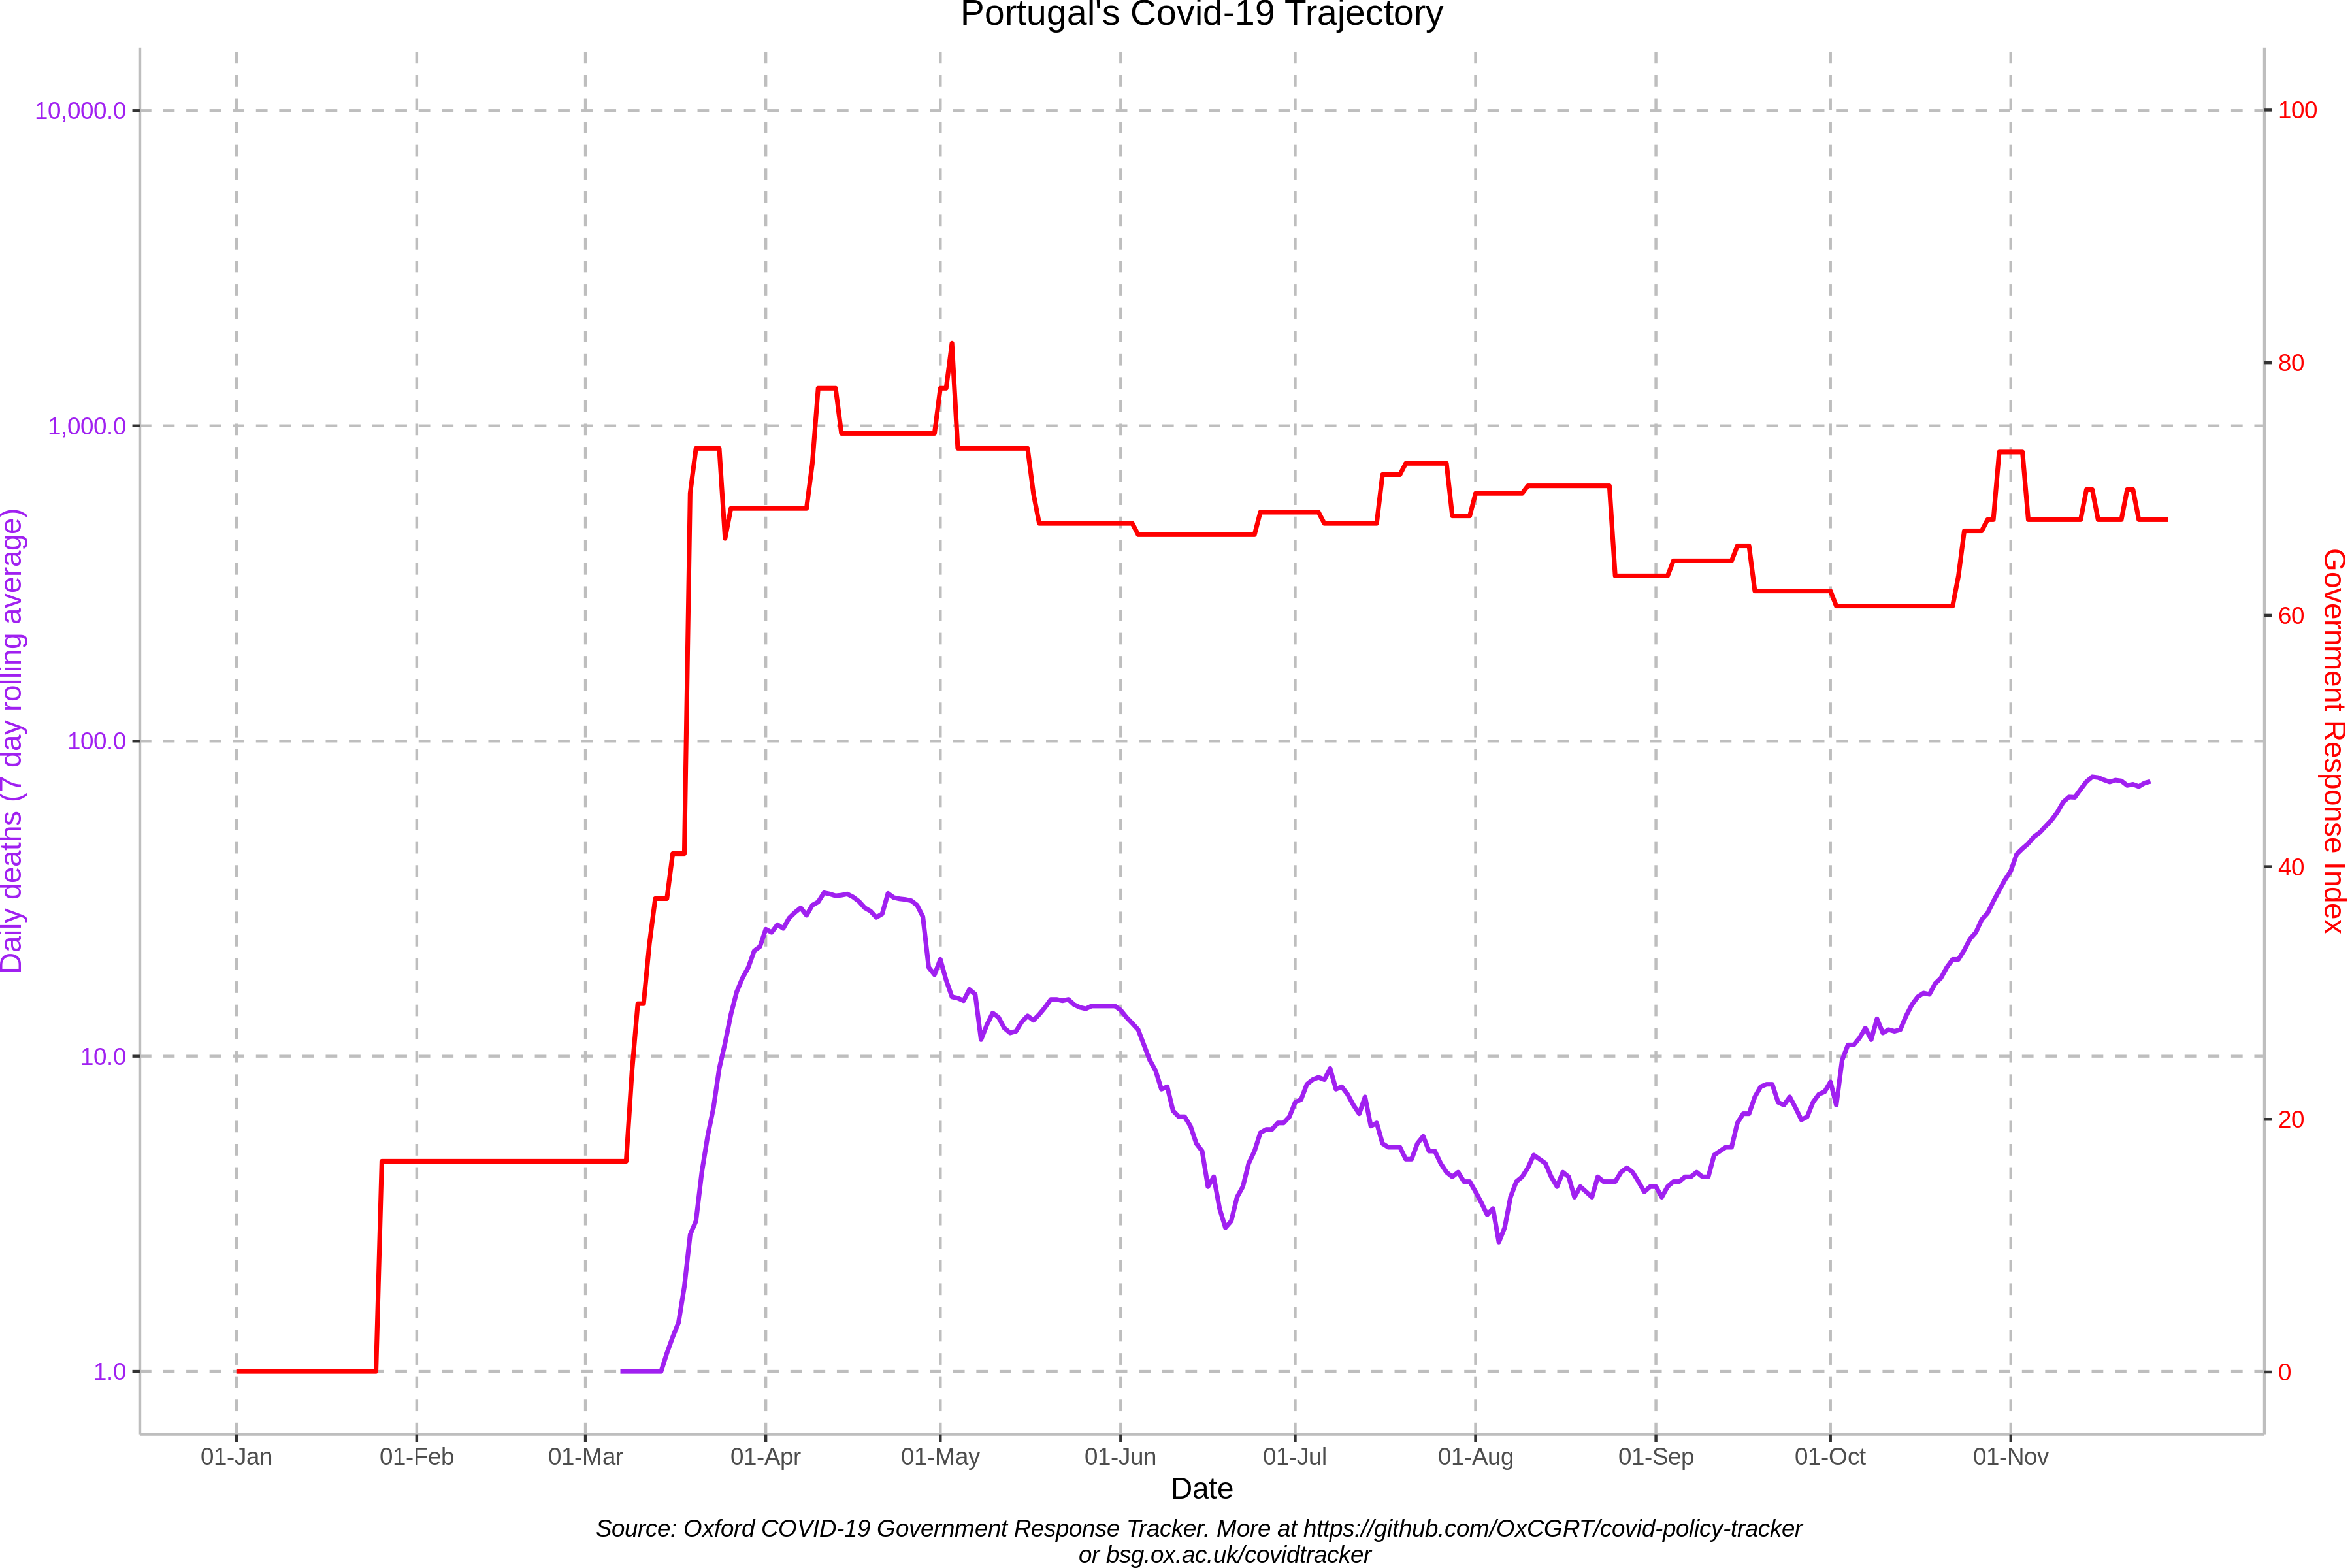 Portugal's Covid-19 Trajectory
Daily deaths (7 day rolling average)
10,000.0
1,000.0
100.0
10.0
1.0
100
80
60
40
20
0
Government Response Index
01-Jan
01-Feb
01-Mar
01-Apr
01-May
01-Jun
01-Jul
01-Aug
01-Sep
01-Oct
01-Nov
Date
Source: Oxford COVID-19 Government Response Tracker. More at https://github.com/OxCGRT/covid-policy-tracker
or bsg.ox.ac.uk/covidtracker